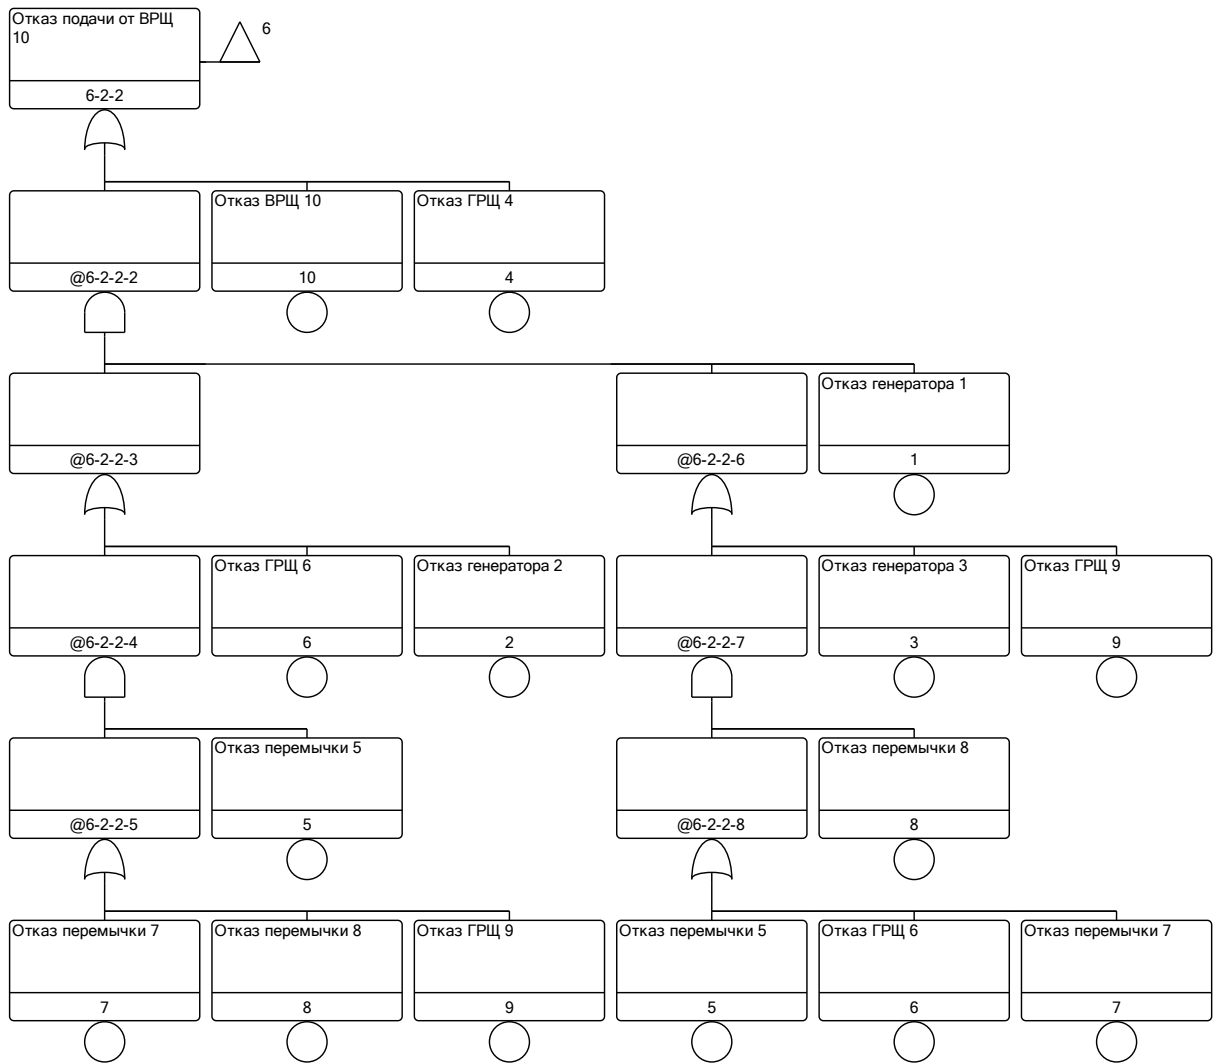 Отказ подачи от ВРЩ
10
6
6-2-2
Отказ ВРЩ 10
Отказ ГРЩ 4
@6-2-2-2
10
4
Отказ генератора 1
@6-2-2-3
@6-2-2-6
1
Отказ ГРЩ 6
Отказ генератора 2
Отказ генератора 3
Отказ ГРЩ 9
@6-2-2-4
6
2
@6-2-2-7
3
9
Отказ перемычки 5
Отказ перемычки 8
@6-2-2-5
5
@6-2-2-8
8
Отказ перемычки 7
Отказ перемычки 8
Отказ ГРЩ 9
Отказ перемычки 5
Отказ ГРЩ 6
Отказ перемычки 7
7
8
9
5
6
7